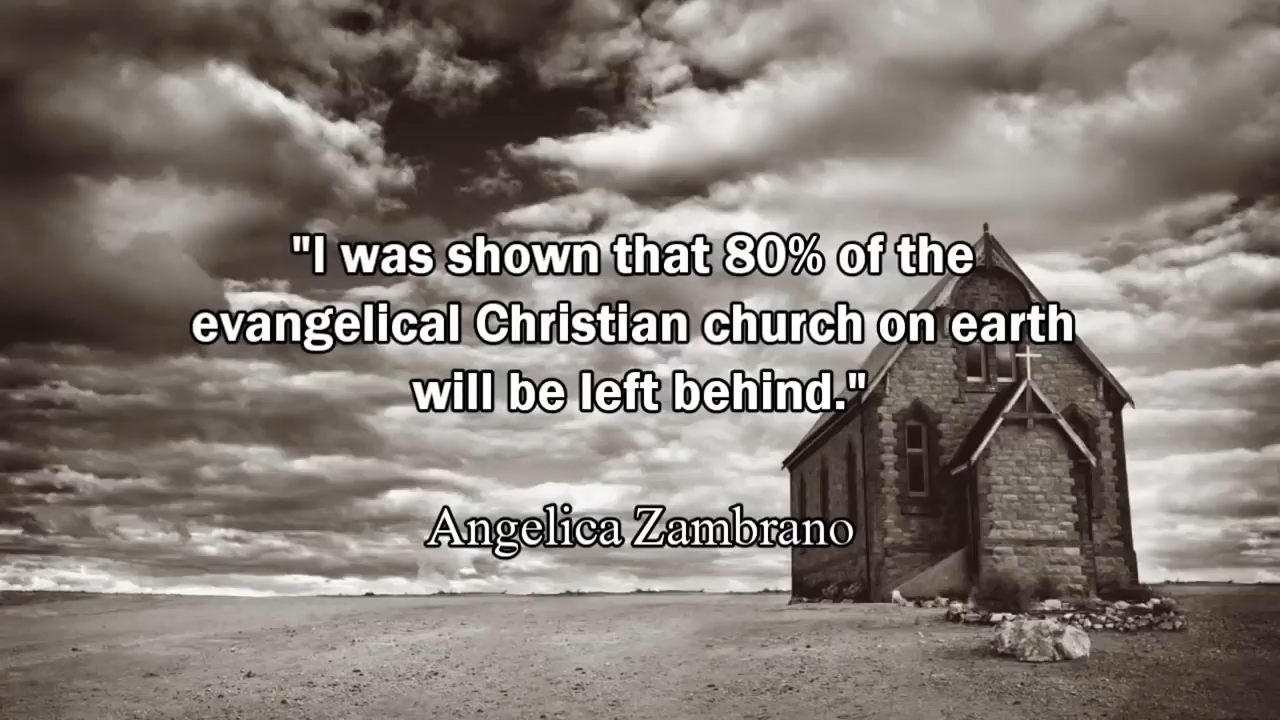 "I was shown that 80% of the
evangelical Christian church on earth
will be left behind."
Angelica Zambrano